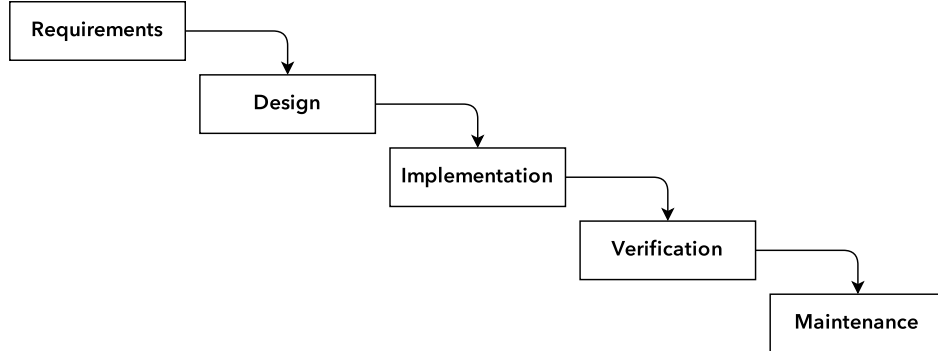 Requirements
Design
Implementation
Verification
Maintenance